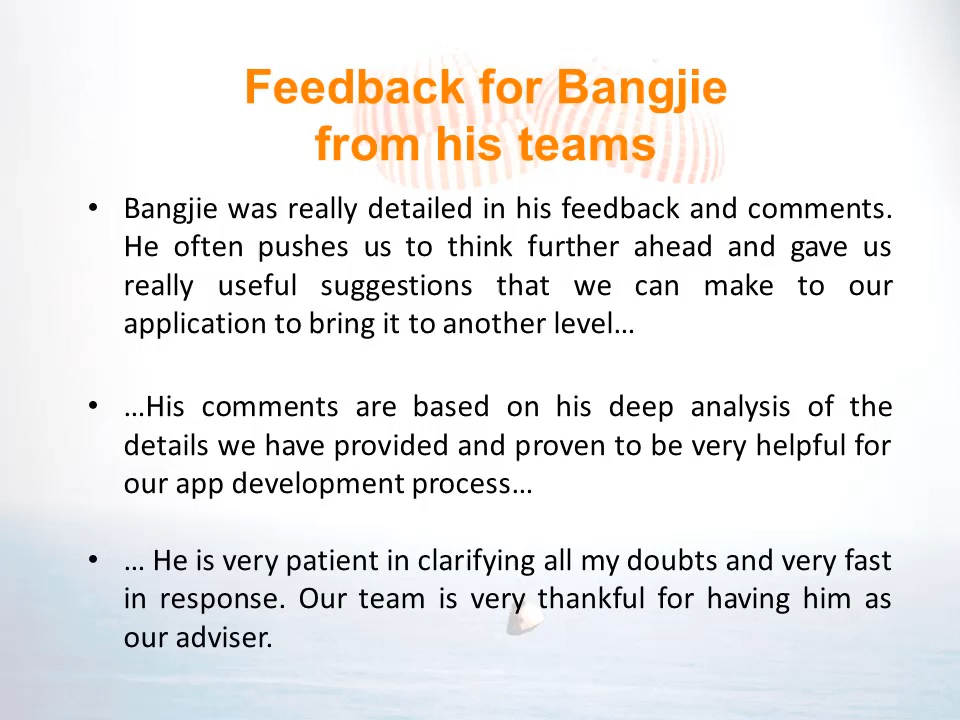 Feedback for Bangjie
from his teams
• Bangjie was really detailed in his feedback and comments.
He often pushes us to think further ahead and gave us
really useful suggestions that we can make to our
application to bring it to another level…
• …His comments are based on his deep analysis of the
details we have provided and proven to be very helpful for
our app development process…
• … He is very patient in clarifying all my doubts and very fast
in response. Our team is very thankful for having him as
our adviser.